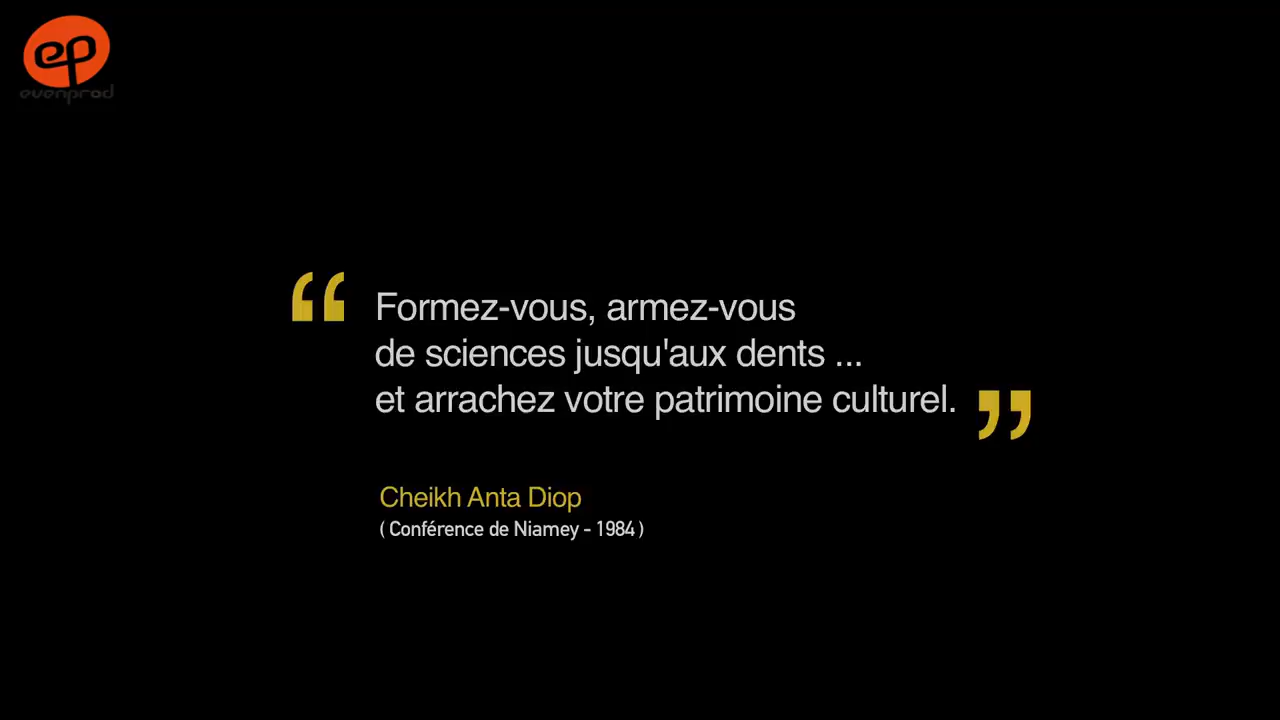 ep
evenprod
“ Formez-vous, armez-vous
de sciences jusqu'aux dents ...
et arrachez votre patrimoine culturel. ”
Cheikh Anta Diop
( Conférence de Niamey - 1984 )